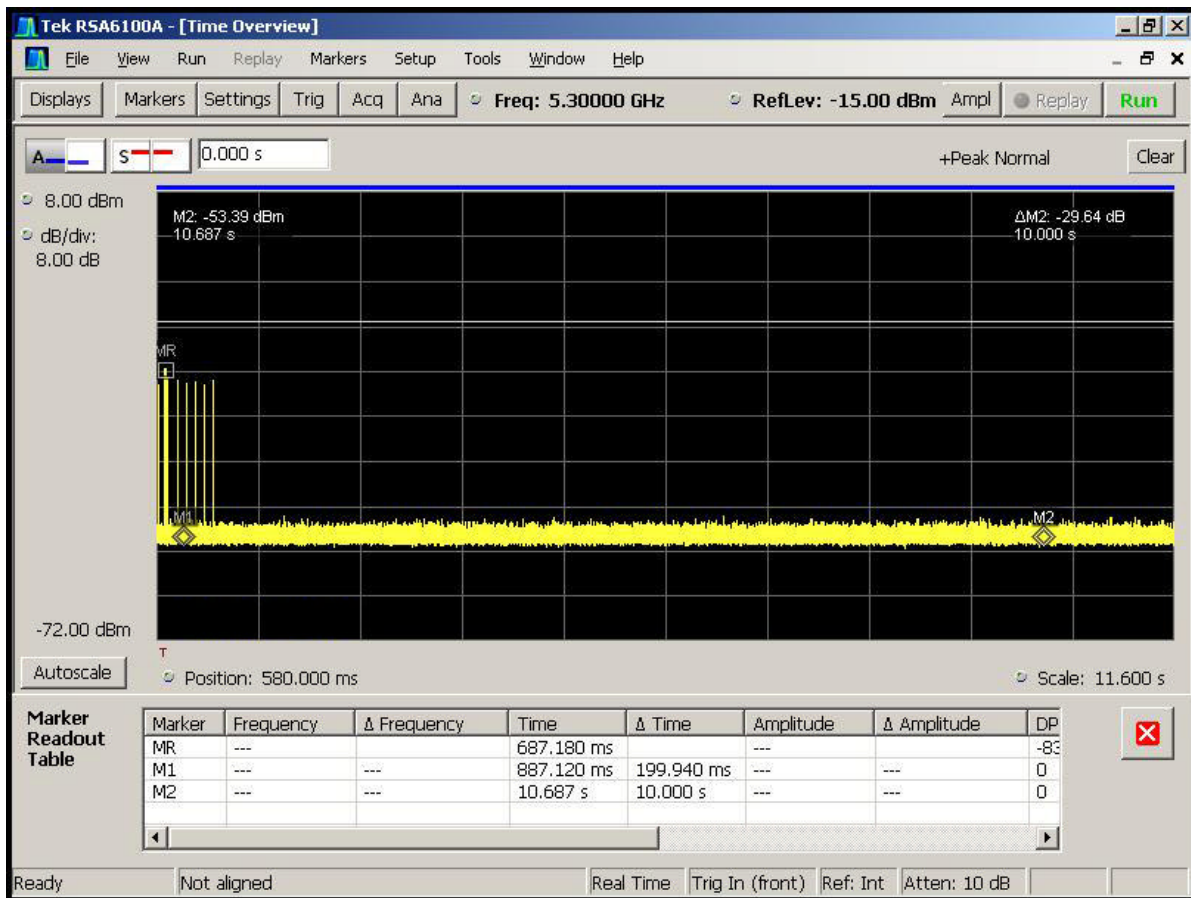 Tek RSA6100A - [Time Overview]
File View Run Replay Markers Setup Tools Window Help
Displays Markers Settings Trig Acq Ana Freq: 5.30000 GHz RefLev: -15.00 dBm Ampl Replay Run
A S 0.000 s +Peak Normal Clear
8.00 dBm
dB/div:
8.00 dB
M2: -53.39 dBm
10.687 s
ΔM2: -29.64 dB
10.000 s
MR
M1
M2
-72.00 dBm
T
Autoscale Position: 580.000 ms Scale: 11.600 s
Marker
Readout
Table
Marker Frequency Δ Frequency Time Δ Time Amplitude Δ Amplitude DP
MR --- 687.180 ms --- -83
M1 --- --- 887.120 ms 199.940 ms --- --- 0
M2 --- --- 10.687 s 10.000 s --- --- 0
Ready Not aligned Real Time Trig In (front) Ref: Int Atten: 10 dB